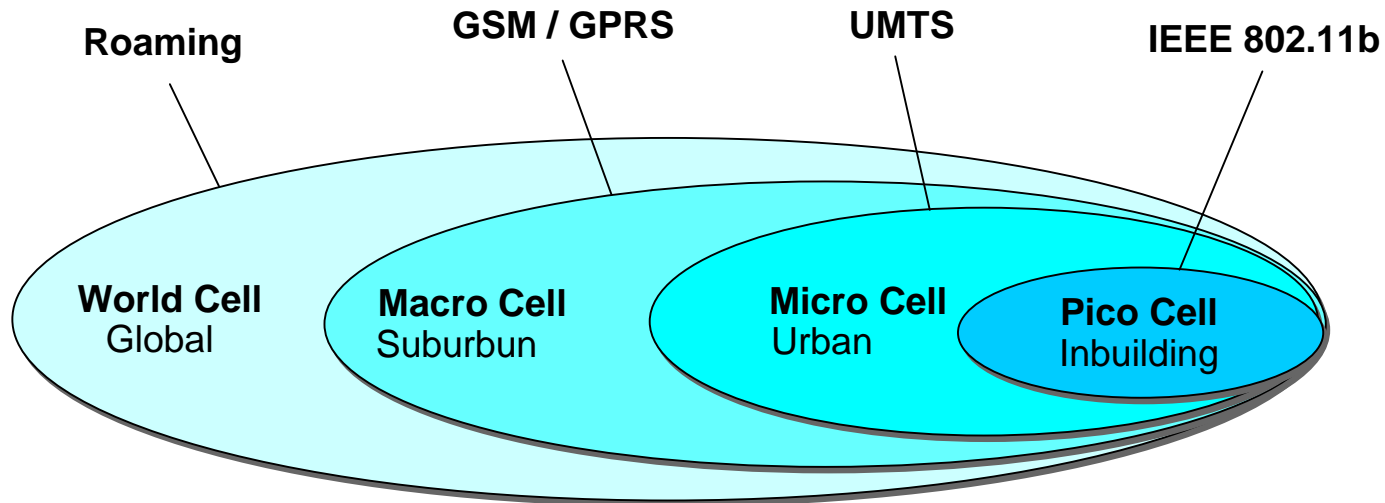 Roaming
GSM / GPRS
UMTS
IEEE 802.11b
World Cell
Global
Macro Cell
Suburbun
Micro Cell
Urban
Pico Cell
Inbuilding